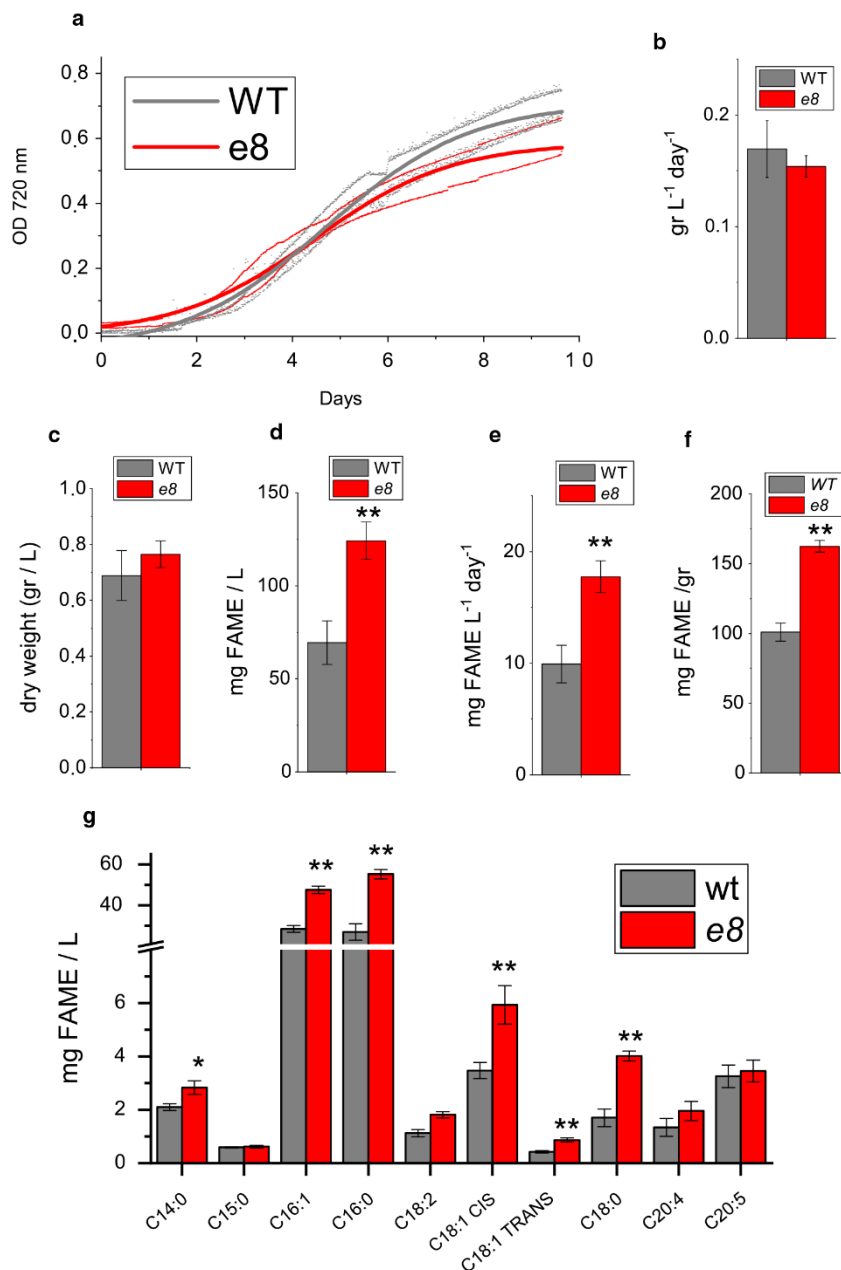 a
WT
e8
OD 720 nm
0.8
0.6
0.4
0.2
0.0
0
2
4
6
8
10
Days
b
WT
e8
gr L⁻¹ day⁻¹
0.2
0.1
0.0
c
WT
e8
dry weight (gr / L)
1.0
0.8
0.6
0.4
0.2
0.0
d
WT
e8
mg FAME / L
150
100
50
0
**
e
WT
e8
mg FAME L⁻¹ day⁻¹
20
10
0
**
f
WT
e8
mg FAME /gr
200
150
100
50
0
**
g
wt
e8
mg FAME / L
60
40
6
4
2
0
*
**
**
**
**
**
C14:0
C15:0
C16:1
C16:0
C18:2
C18:1 CIS
C18:1 TRANS
C18:0
C20:4
C20:5